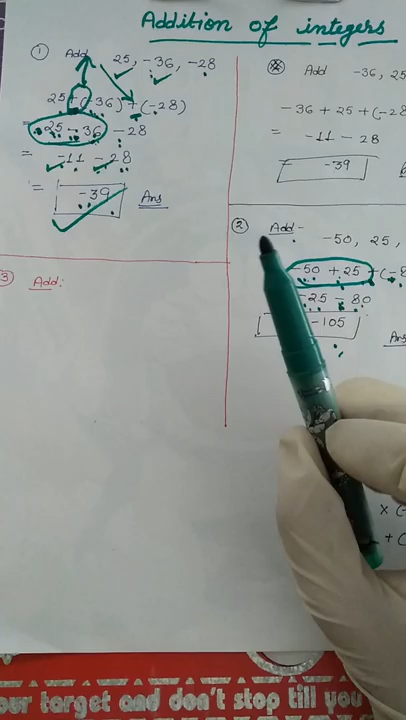 Addition of integers
① Add 25, -36, -28
25 + (-36) + (-28)
= 25 - 36 - 28
= -11 - 28
= -39 Ans
Add -36, 25
-36 + 25 + (-28
= -11 - 28
-39
② Add -
-50, 25,
-50 + 25 + (-8
-25 - 80
-105 Ans
3) Add:
x (-
+ (
our target and don't stop till you